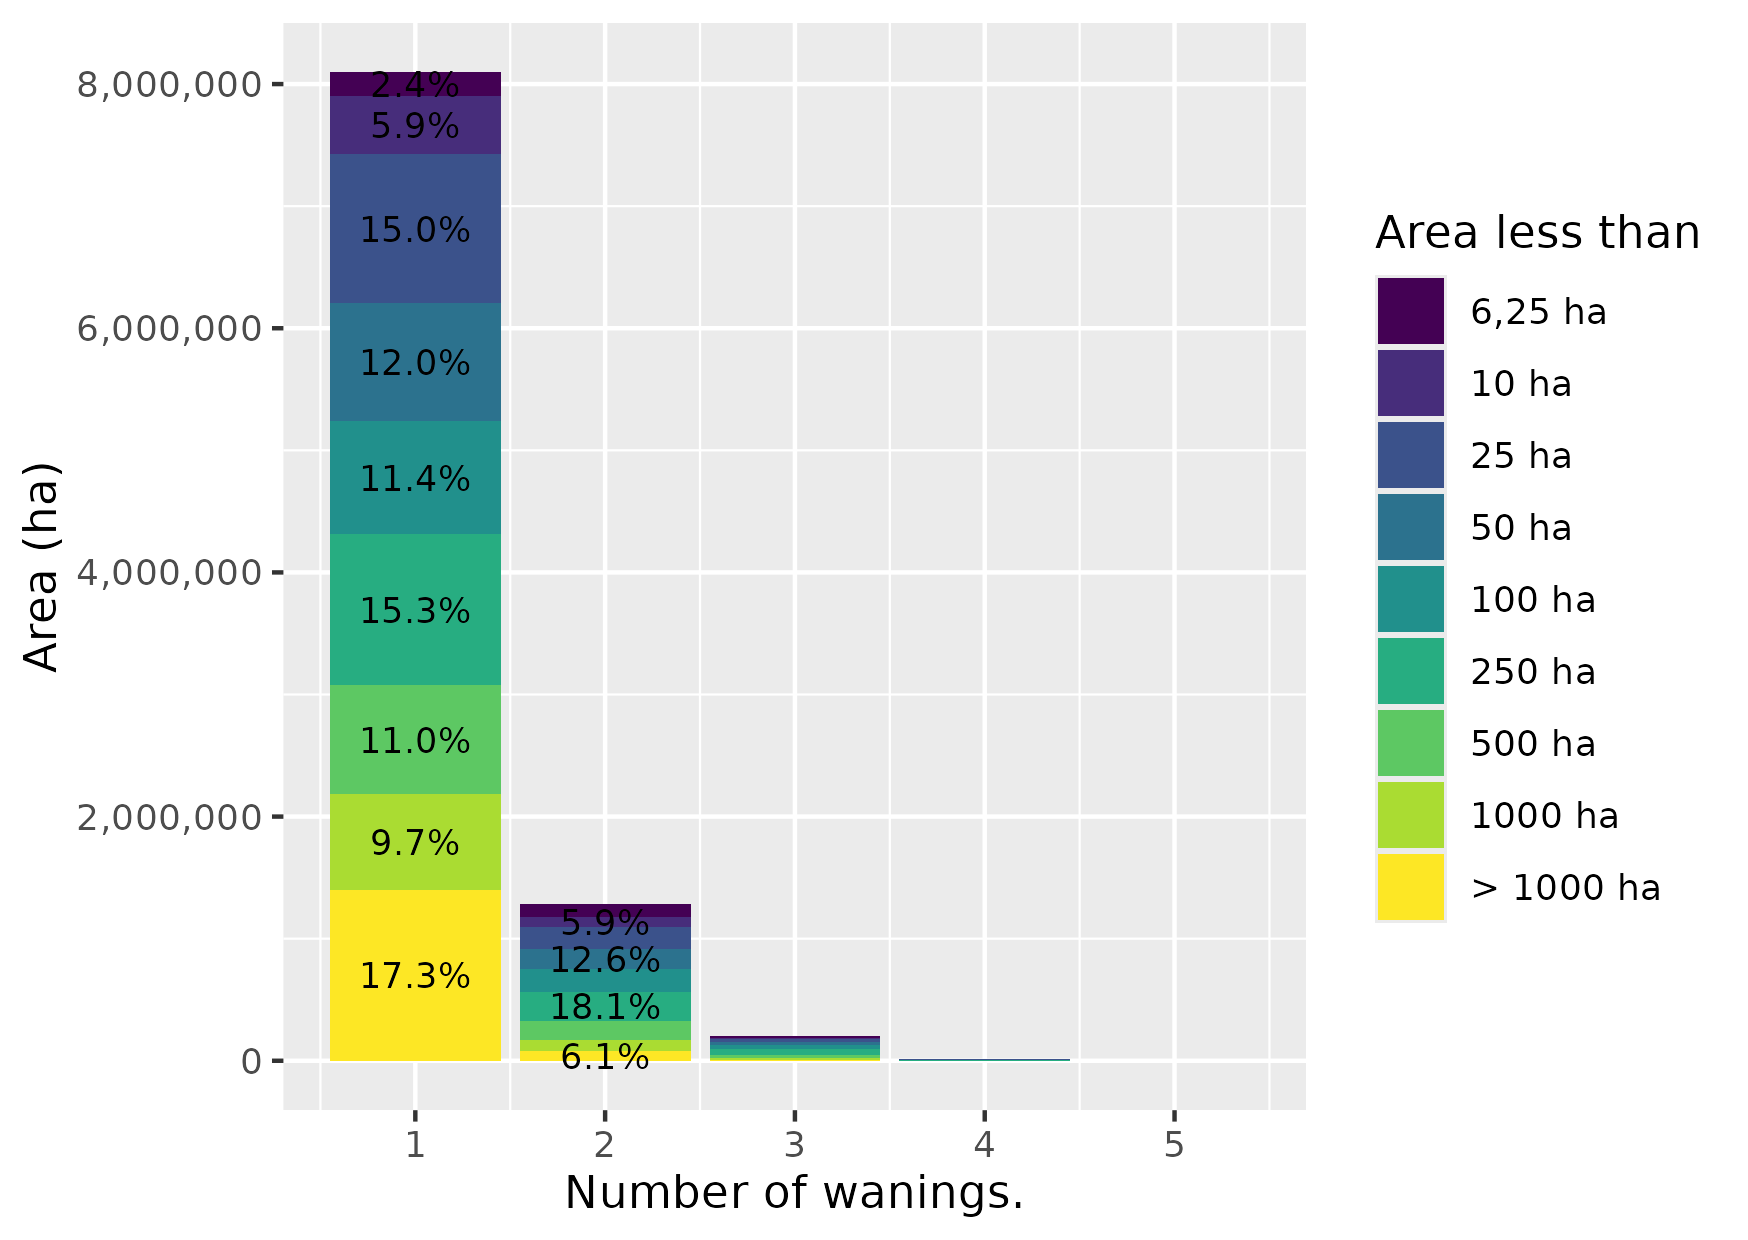 8,000,000
6,000,000
4,000,000
2,000,000
0
Area (ha)
2.4%
5.9%
15.0%
12.0%
11.4%
15.3%
11.0%
9.7%
17.3%
5.9%
12.6%
18.1%
6.1%
1 2 3 4 5
Number of wanings.
Area less than
6,25 ha
10 ha
25 ha
50 ha
100 ha
250 ha
500 ha
1000 ha
> 1000 ha